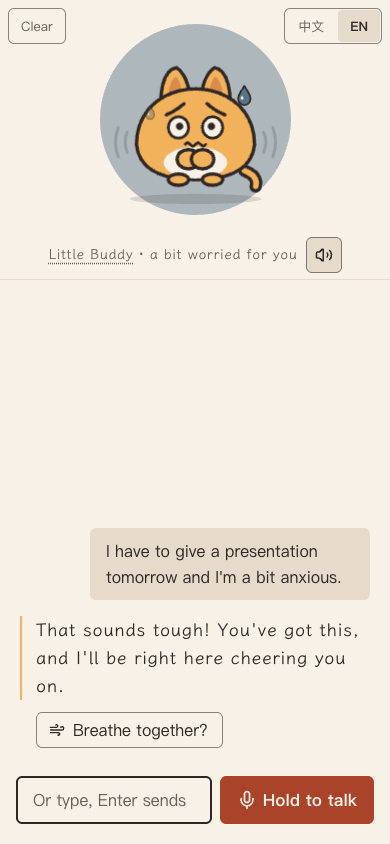 Clear
中文 EN
Little Buddy • a bit worried for you
I have to give a presentation
tomorrow and I'm a bit anxious.
That sounds tough! You've got this,
and I'll be right here cheering you
on.
Breathe together?
Or type, Enter sends
Hold to talk